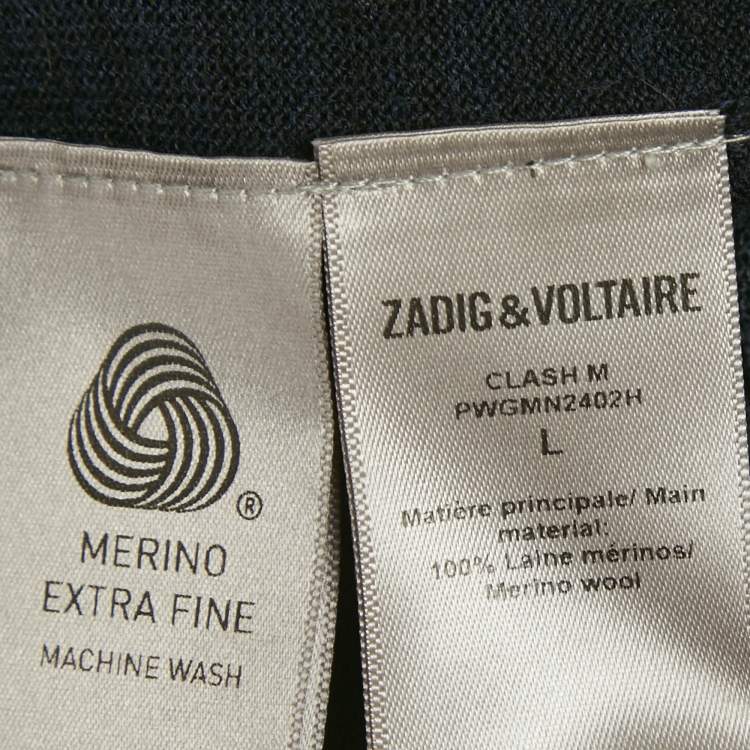 ®
MERINO
EXTRA FINE
MACHINE WASH
ZADIG&VOLTAIRE
CLASH M
PWGMN2402H
L
Matière principale/ Main
material:
100% Laine mérinos/
Merino wool